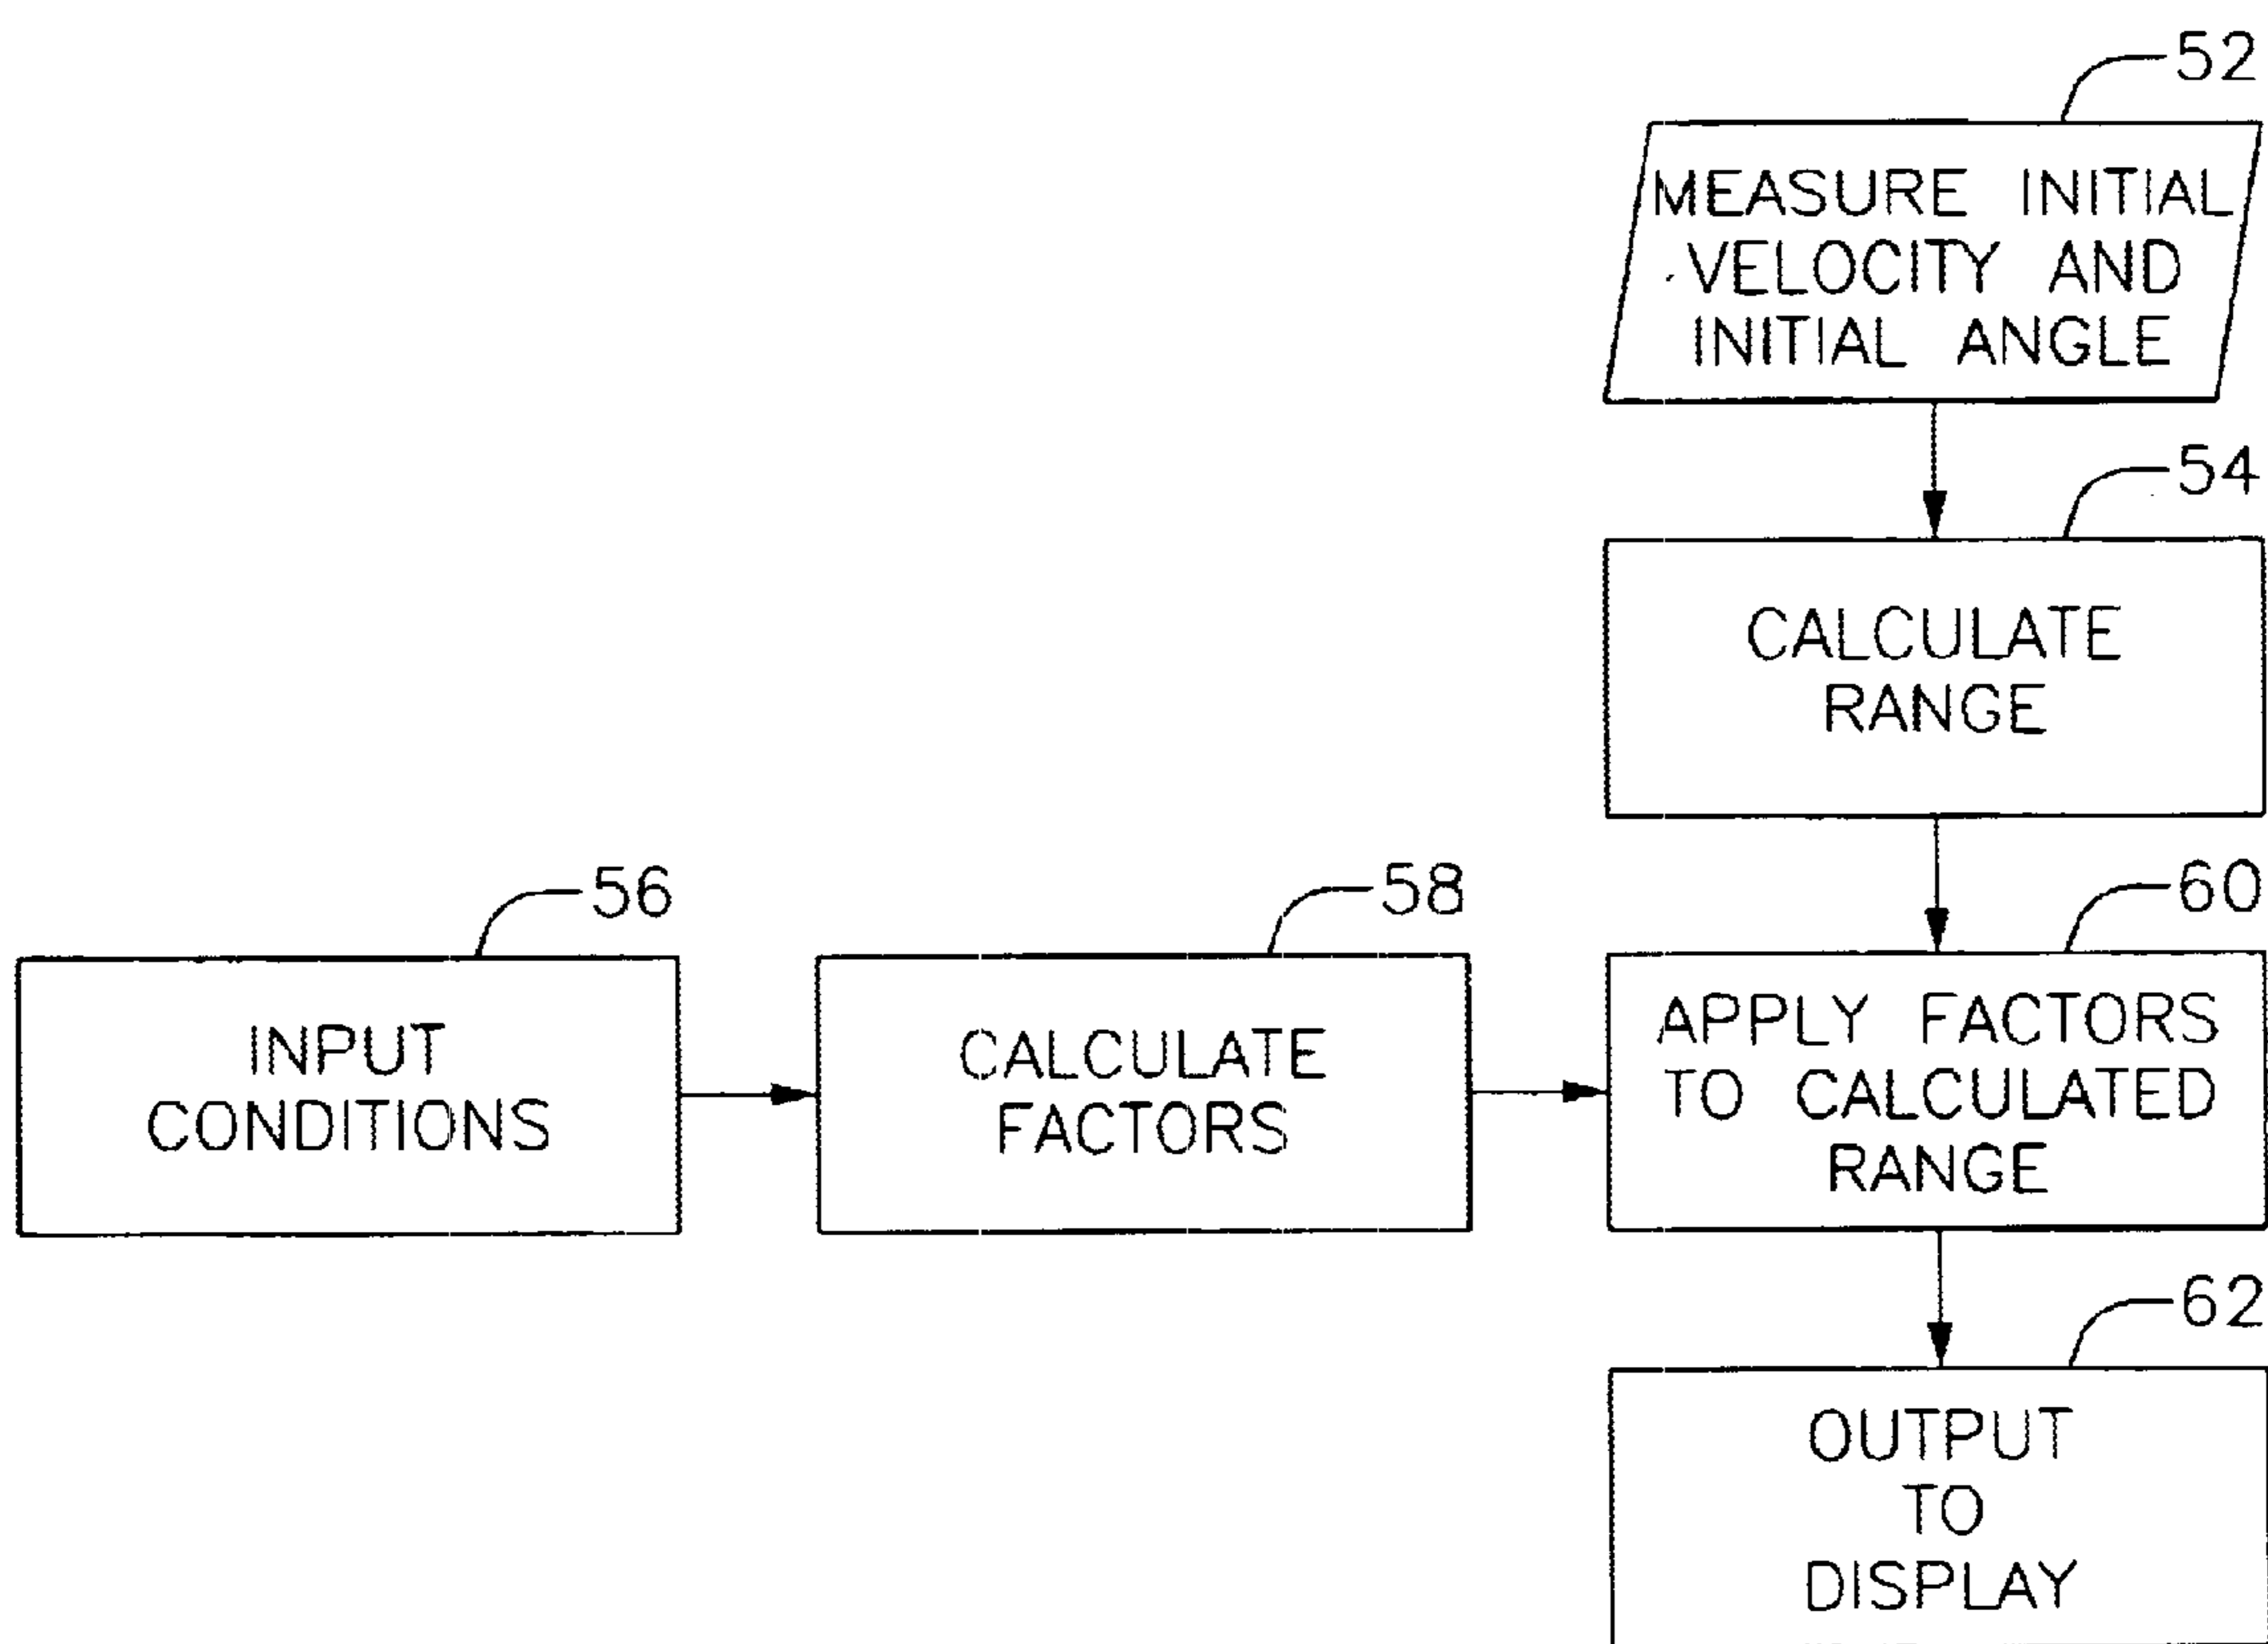 52
MEASURE INITIAL
VELOCITY AND
INITIAL ANGLE
54
CALCULATE
RANGE
56
INPUT
CONDITIONS
58
CALCULATE
FACTORS
60
APPLY FACTORS
TO CALCULATED
RANGE
62
OUTPUT
TO
DISPLAY